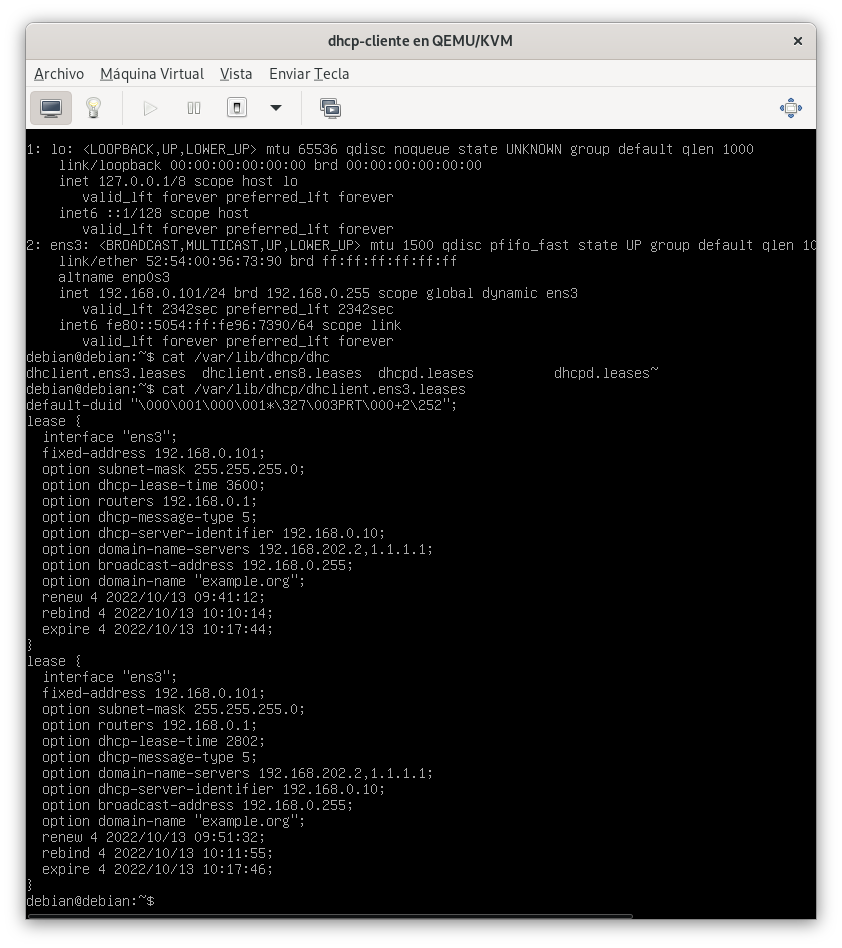 dhcp-cliente en QEMU/KVM
Archivo Máquina Virtual Vista Enviar Tecla
1: lo: <LOOPBACK,UP,LOWER_UP> mtu 65536 qdisc noqueue state UNKNOWN group default qlen 1000
    link/loopback 00:00:00:00:00:00 brd 00:00:00:00:00:00
    inet 127.0.0.1/8 scope host lo
       valid_lft forever preferred_lft forever
    inet6 ::1/128 scope host
       valid_lft forever preferred_lft forever
2: ens3: <BROADCAST,MULTICAST,UP,LOWER_UP> mtu 1500 qdisc pfifo_fast state UP group default qlen 10
    link/ether 52:54:00:96:73:90 brd ff:ff:ff:ff:ff:ff
    altname enp0s3
    inet 192.168.0.101/24 brd 192.168.0.255 scope global dynamic ens3
       valid_lft 2342sec preferred_lft 2342sec
    inet6 fe80::5054:ff:fe96:7390/64 scope link
       valid_lft forever preferred_lft forever
debian@debian:~$ cat /var/lib/dhcp/dhc
dhclient.ens3.leases  dhclient.ens8.leases  dhcpd.leases          dhcpd.leases~
debian@debian:~$ cat /var/lib/dhcp/dhclient.ens3.leases
default-duid "\000\001\000\001*\327\003PRT\000+2\252";
lease {
  interface "ens3";
  fixed-address 192.168.0.101;
  option subnet-mask 255.255.255.0;
  option dhcp-lease-time 3600;
  option routers 192.168.0.1;
  option dhcp-message-type 5;
  option dhcp-server-identifier 192.168.0.10;
  option domain-name-servers 192.168.202.2,1.1.1.1;
  option broadcast-address 192.168.0.255;
  option domain-name "example.org";
  renew 4 2022/10/13 09:41:12;
  rebind 4 2022/10/13 10:10:14;
  expire 4 2022/10/13 10:17:44;
}
lease {
  interface "ens3";
  fixed-address 192.168.0.101;
  option subnet-mask 255.255.255.0;
  option routers 192.168.0.1;
  option dhcp-lease-time 2802;
  option dhcp-message-type 5;
  option domain-name-servers 192.168.202.2,1.1.1.1;
  option dhcp-server-identifier 192.168.0.10;
  option broadcast-address 192.168.0.255;
  option domain-name "example.org";
  renew 4 2022/10/13 09:51:32;
  rebind 4 2022/10/13 10:11:55;
  expire 4 2022/10/13 10:17:46;
}
debian@debian:~$